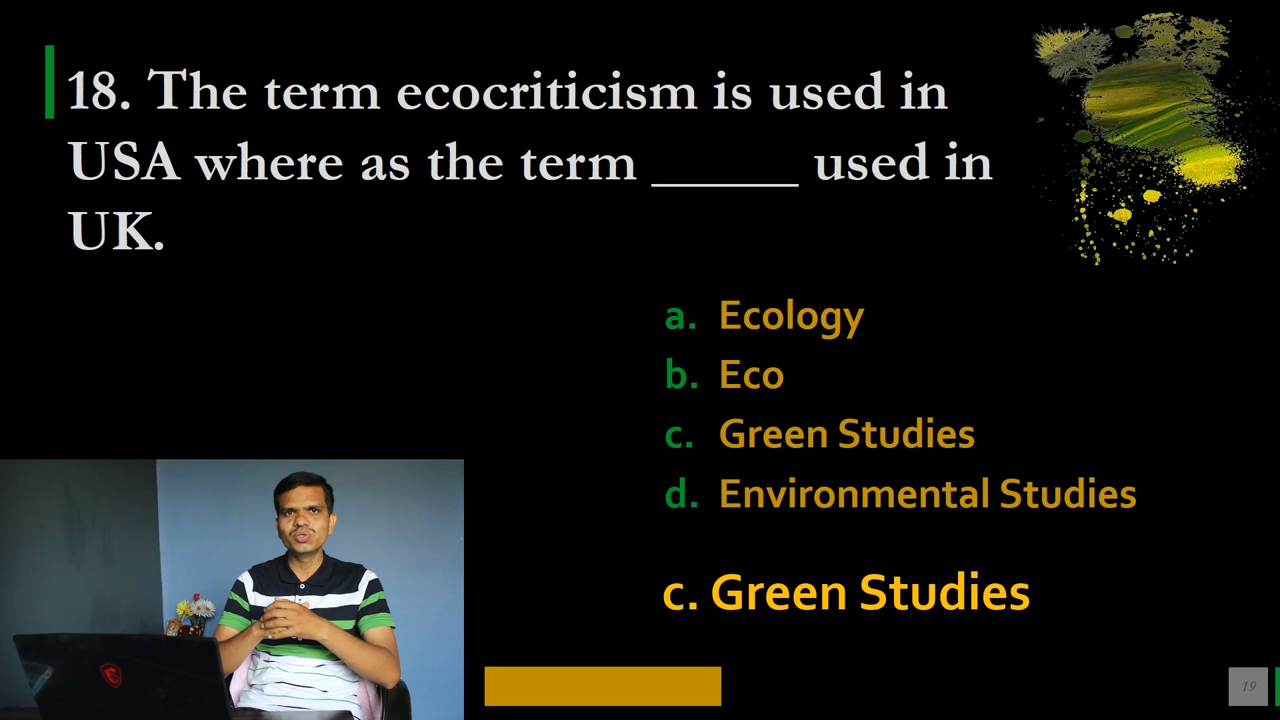 18. The term ecocriticism is used in
USA where as the term ______ used in
UK.
a. Ecology
b. Eco
c. Green Studies
d. Environmental Studies
c. Green Studies
19